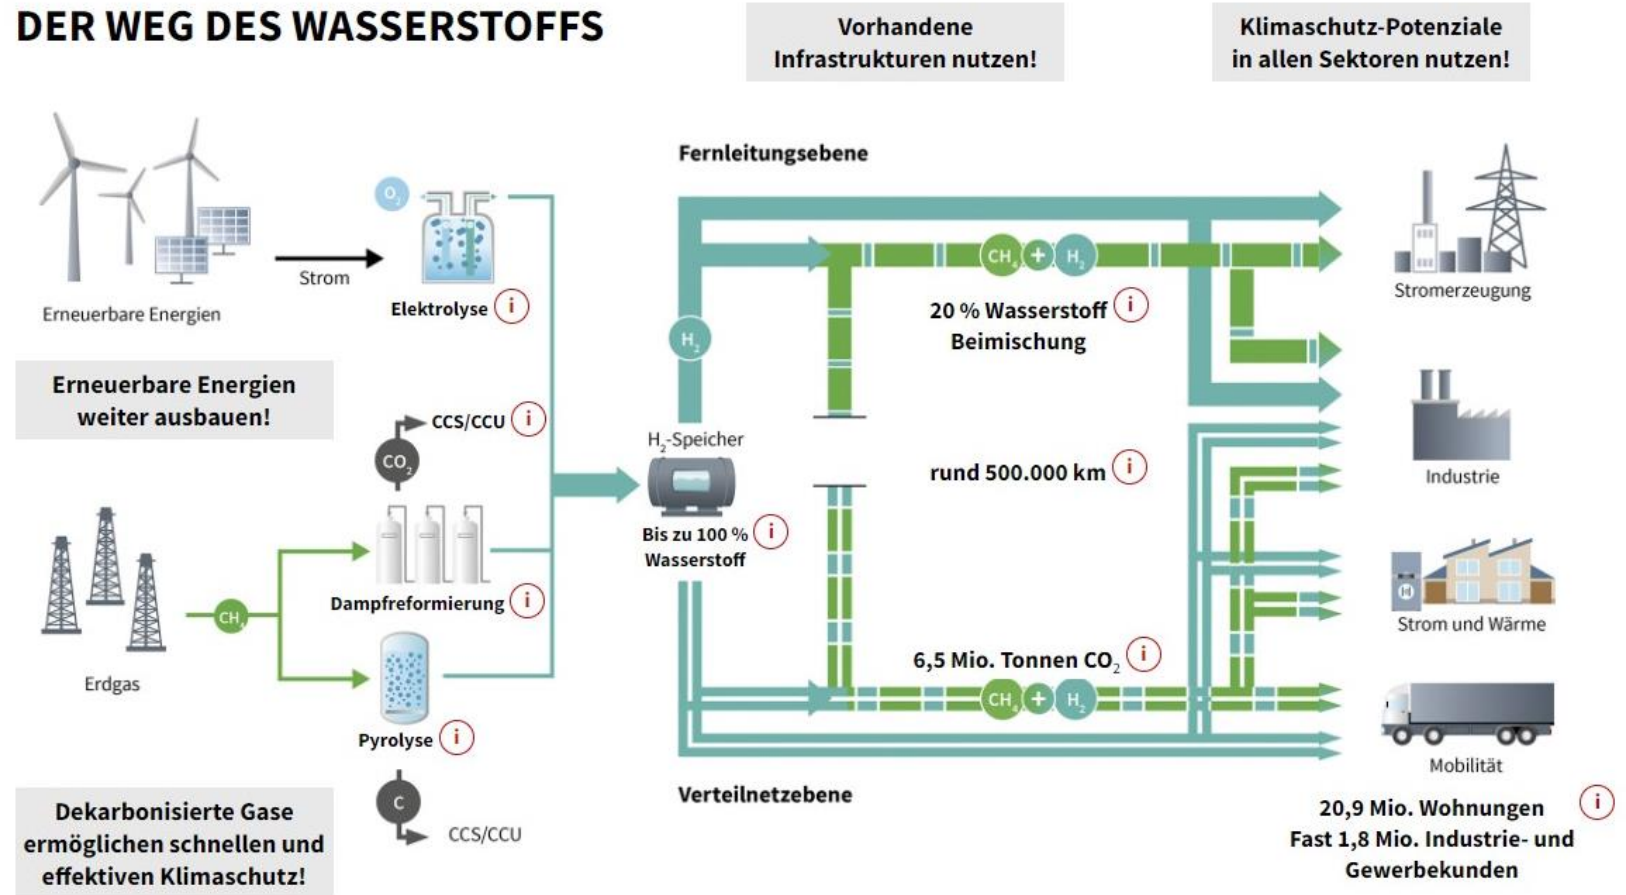 DER WEG DES WASSERSTOFFS
Vorhandene
Infrastrukturen nutzen!
Klimaschutz-Potenziale
in allen Sektoren nutzen!
Fernleitungsebene
O₂
Strom
Elektrolyse i
Erneuerbare Energien
Erneuerbare Energien
weiter ausbauen!
CCS/CCU i
CO₂
CH₄
Erdgas
Dampfreformierung i
Pyrolyse i
C
CCS/CCU
Dekarbonisierte Gase
ermöglichen schnellen und
effektiven Klimaschutz!
H₂
H₂-Speicher
Bis zu 100 % i
Wasserstoff
CH₄ + H₂
20 % Wasserstoff i
Beimischung
rund 500.000 km i
6,5 Mio. Tonnen CO₂ i
CH₄ + H₂
Verteilnetzebene
Stromerzeugung
Industrie
H
Strom und Wärme
Mobilität
20,9 Mio. Wohnungen i
Fast 1,8 Mio. Industrie- und
Gewerbekunden